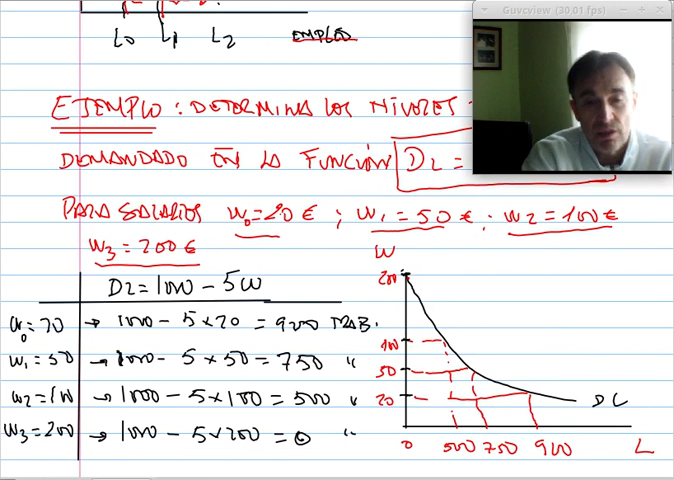 Guvcview (30.01 fps)
L0 L1 L2 EMPLEO
EJEMPLO: DETERMINA LOS NIVELES
DEMANDADO EN LA FUNCIÓN DL =
PARA SALARIOS W0=20€; W1=50€; W2=100€
W3=200€
W
DL=1000-5W
W0=20 → 1000-5×20=900 TRAB.
W1=50 → 1000-5×50=750 "
W2=100 → 1000-5×100=500 "
W3=200 → 1000-5×200=0 "
200
100
50
20
DL
0 500 750 900 L